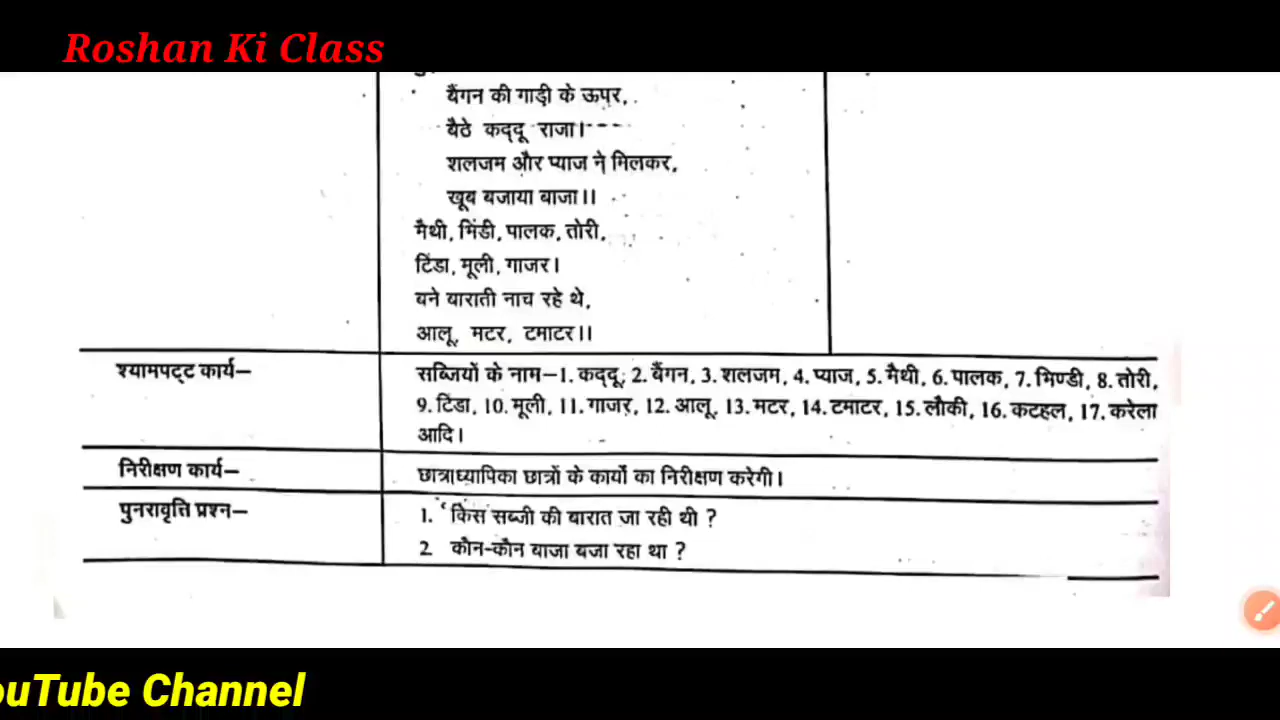 Roshan Ki Class
बैंगन की गाड़ी के ऊपर,
बैठे कद्दू राजा।
शलजम और प्याज ने मिलकर,
खूब बजाया बाजा।।
मैथी, भिंडी, पालक, तोरी,
टिंडा, मूली, गाजर।
बने बाराती नाच रहे थे,
आलू, मटर, टमाटर।।
श्यामपट्ट कार्य—
सब्जियों के नाम—1. कद्दू, 2. बैंगन, 3. शलजम, 4. प्याज, 5. मैथी, 6. पालक, 7. भिण्डी, 8. तोरी,
9. टिंडा, 10. मूली, 11. गाजर, 12. आलू, 13. मटर, 14. टमाटर, 15. लौकी, 16. कटहल, 17. करेला
आदि।
निरीक्षण कार्य—
छात्राध्यापिका छात्रों के कार्यों का निरीक्षण करेगी।
पुनरावृत्ति प्रश्न—
1. किस सब्जी की बारात जा रही थी ?
2. कौन-कौन बाजा बजा रहा था ?
ouTube Channel